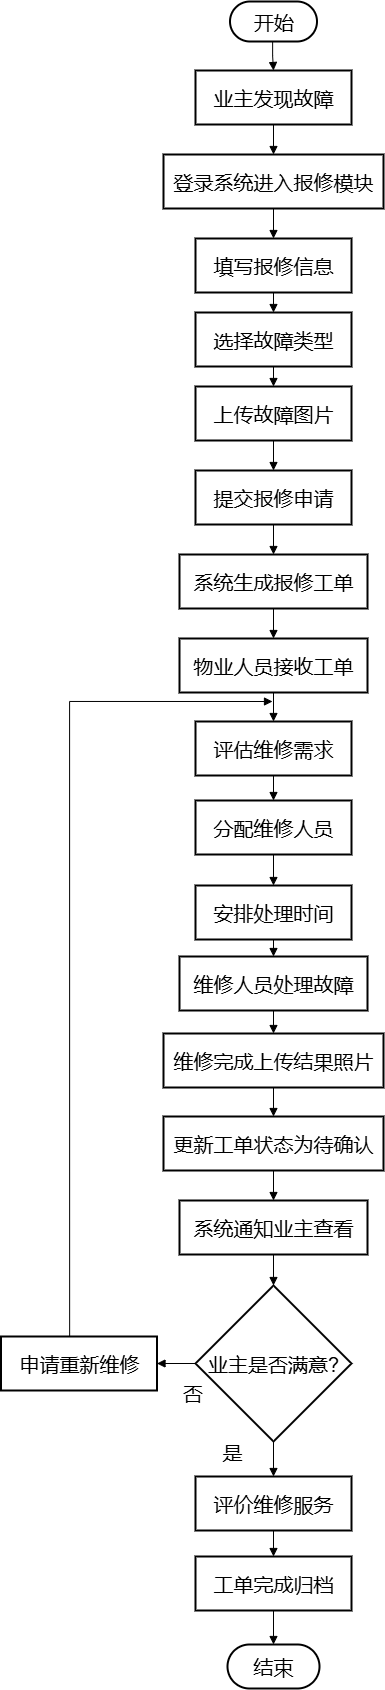 开始
业主发现故障
登录系统进入报修模块
填写报修信息
选择故障类型
上传故障图片
提交报修申请
系统生成报修工单
物业人员接收工单
评估维修需求
分配维修人员
安排处理时间
维修人员处理故障
维修完成上传结果照片
更新工单状态为待确认
系统通知业主查看
业主是否满意?
申请重新维修
否
是
评价维修服务
工单完成归档
结束